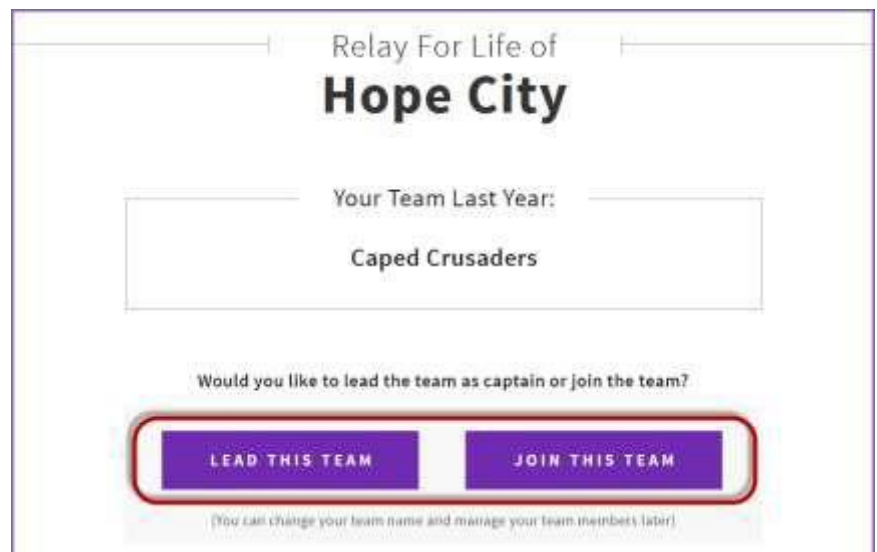 Relay For Life of
Hope City
Your Team Last Year:
Caped Crusaders
Would you like to lead the team as captain or join the team?
LEAD THIS TEAM
JOIN THIS TEAM
(You can change your team name and manage your team members later)